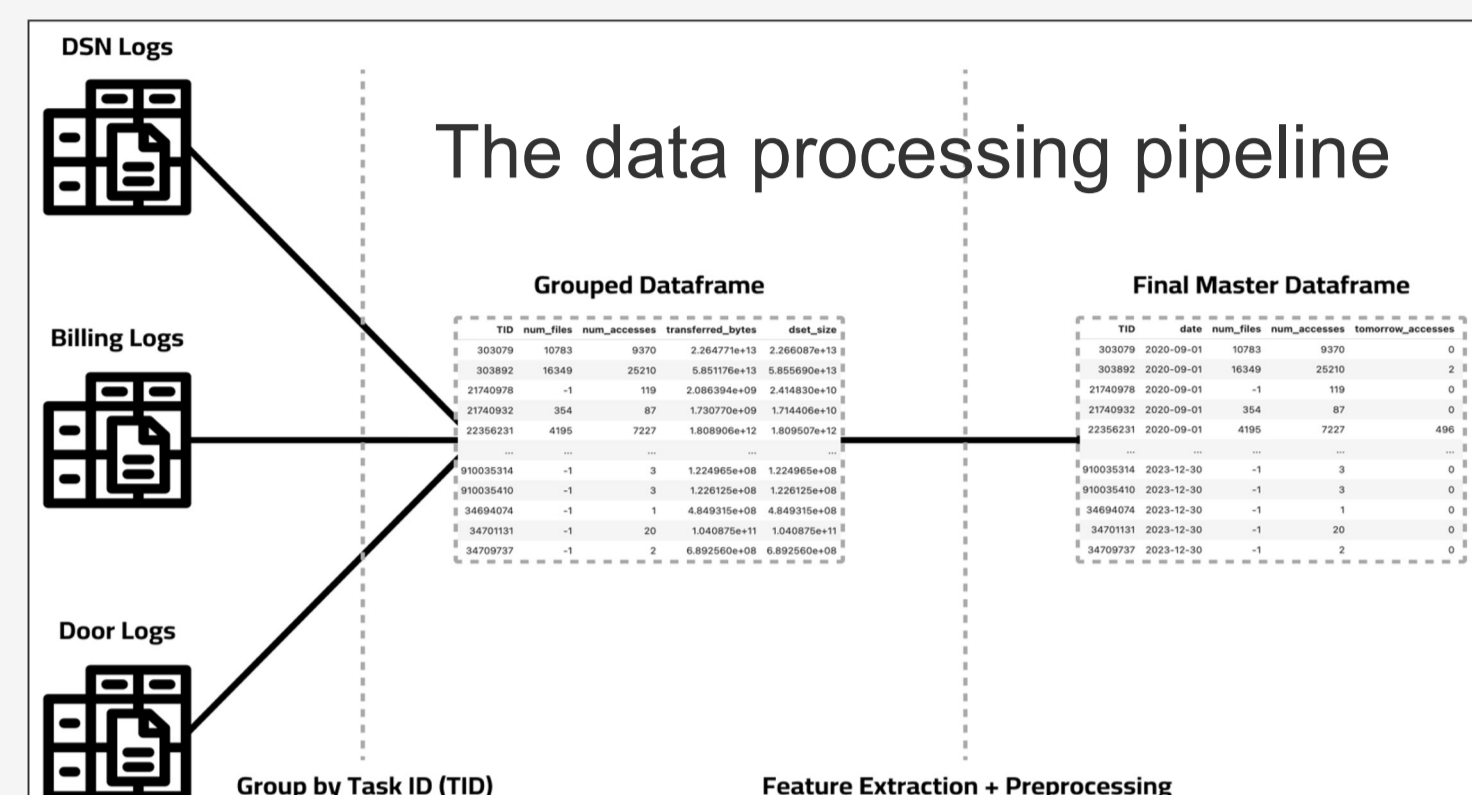 DSN Logs
The data processing pipeline
Grouped Dataframe
Final Master Dataframe
Billing Logs
TID num_files num_accesses transferred_bytes dset_size
303079 10783 9370 2.264771e+13 2.266087e+13
303892 16349 25210 5.851176e+13 5.855690e+13
21740978 -1 119 2.086394e+09 2.414830e+10
21740932 354 87 1.730770e+09 1.714406e+10
22356231 4195 7227 1.808906e+12 1.809507e+12
... ... ... ... ...
910035314 -1 3 1.224965e+08 1.224965e+08
910035410 -1 3 1.226125e+08 1.226125e+08
34694074 -1 1 4.849315e+08 4.849315e+08
34701131 -1 20 1.040875e+11 1.040875e+11
34709737 -1 2 6.892560e+08 6.892560e+08
TID date num_files num_accesses tomorrow_accesses
303079 2020-09-01 10783 9370 0
303892 2020-09-01 16349 25210 2
21740978 2020-09-01 -1 119 0
21740932 2020-09-01 354 87 0
22356231 2020-09-01 4195 7227 496
... ... ... ... ...
910035314 2023-12-30 -1 3 0
910035410 2023-12-30 -1 3 0
34694074 2023-12-30 -1 1 0
34701131 2023-12-30 -1 20 0
34709737 2023-12-30 -1 2 0
Door Logs
Group by Task ID (TID)
Feature Extraction + Preprocessing